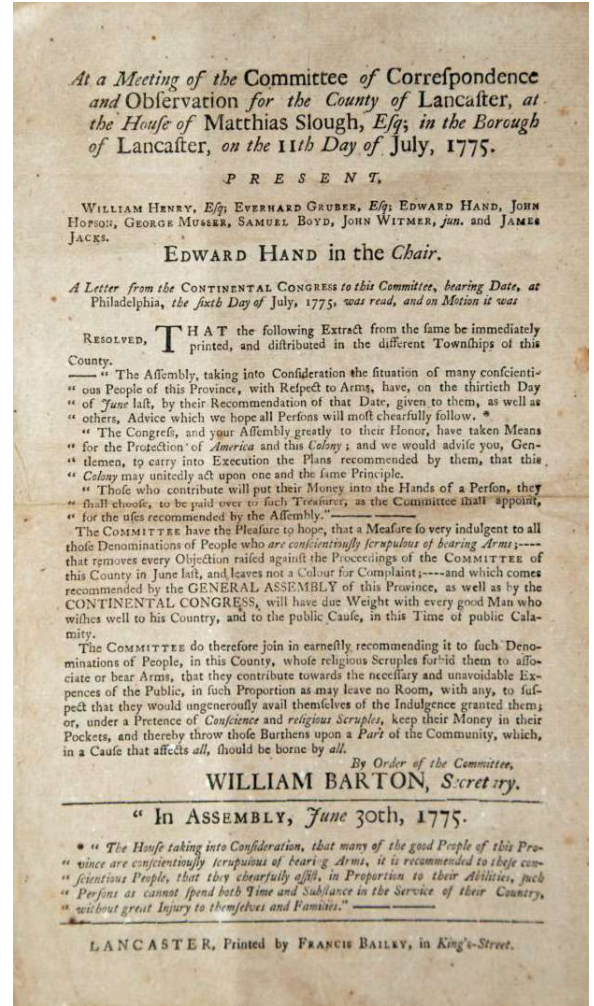 At a Meeting of the Committee of Correſpondence
and Obſervation for the County of Lancaſter, at
the Houſe of Matthias Slough, Eſq; in the Borough
of Lancaſter, on the 11th Day of July, 1775.
PRESENT,
WILLIAM HENRY, Eſq; EVERHARD GRUBER, Eſq; EDWARD HAND, JOHN
HOPSON, GEORGE MUSSER, SAMUEL BOYD, JOHN WITMER, jun. and JAMES
JACKS.
EDWARD HAND in the Chair.
A Letter from the CONTINENTAL CONGRESS to this Committee, bearing Date, at
Philadelphia, the ſixth Day of July, 1775, was read, and on Motion it was
RESOLVED, THAT the following Extract from the ſame be immediately
printed, and diſtributed in the different Townſhips of this
County.
—— “ The Aſſembly, taking into Conſideration the ſituation of many conſcienti-
“ ous People of this Province, with Reſpect to Arms, have, on the thirtieth Day
“ of June laſt, by their Recommendation of that Date, given to them, as well as
“ others, Advice which we hope all Perſons will moſt chearfully follow. *
“ The Congreſs, and your Aſſembly greatly to their Honor, have taken Means
“ for the Protection of America and this Colony ; and we would adviſe you, Gen-
“ tlemen, to carry into Execution the Plans recommended by them, that this
“ Colony may unitedly act upon one and the ſame Principle.
“ Thoſe who contribute will put their Money into the Hands of a Perſon, they
“ ſhall chooſe, to be paid over to ſuch Treaſurer, as the Committee ſhall appoint,
“ for the uſes recommended by the Aſſembly.”————
The COMMITTEE have the Pleaſure to hope, that a Meaſure ſo very indulgent to all
thoſe Denominations of People who are conſcientiouſly ſcrupulous of bearing Arms;----
that removes every Objection raiſed againſt the Proceedings of the COMMITTEE of
this County in June laſt, and leaves not a Colour for Complaint;----and which comes
recommended by the GENERAL ASSEMBLY of this Province, as well as by the
CONTINENTAL CONGRESS, will have due Weight with every good Man who
wiſhes well to his Country, and to the public Cauſe, in this Time of public Cala-
mity.
The COMMITTEE do therefore join in earneſtly recommending it to ſuch Deno-
minations of People, in this County, whoſe religious Scruples forbid them to aſſo-
ciate or bear Arms, that they contribute towards the neceſſary and unavoidable Ex-
pences of the Public, in ſuch Proportion as may leave no Room, with any, to ſuſ-
pect that they would ungenerouſly avail themſelves of the Indulgence granted them;
or, under a Pretence of Conſcience and religious Scruples, keep their Money in their
Pockets, and thereby throw thoſe Burthens upon a Part of the Community, which,
in a Cauſe that affects all, ſhould be borne by all.
By Order of the Committee,
WILLIAM BARTON, Secretary.
“ In ASSEMBLY, June 30th, 1775.
* “ The Houſe taking into Conſideration, that many of the good People of this Pro-
“ vince are conſcientiouſly ſcrupulous of bearing Arms, it is recommended to theſe con-
“ ſcientious People, that they chearfully aſſiſt, in Proportion to their Abilities, ſuch
“ Perſons as cannot ſpend both Time and Subſtance in the Service of their Country,
“ without great Injury to themſelves and Families.” ————
LANCASTER, Printed by FRANCIS BAILEY, in King's-Street.